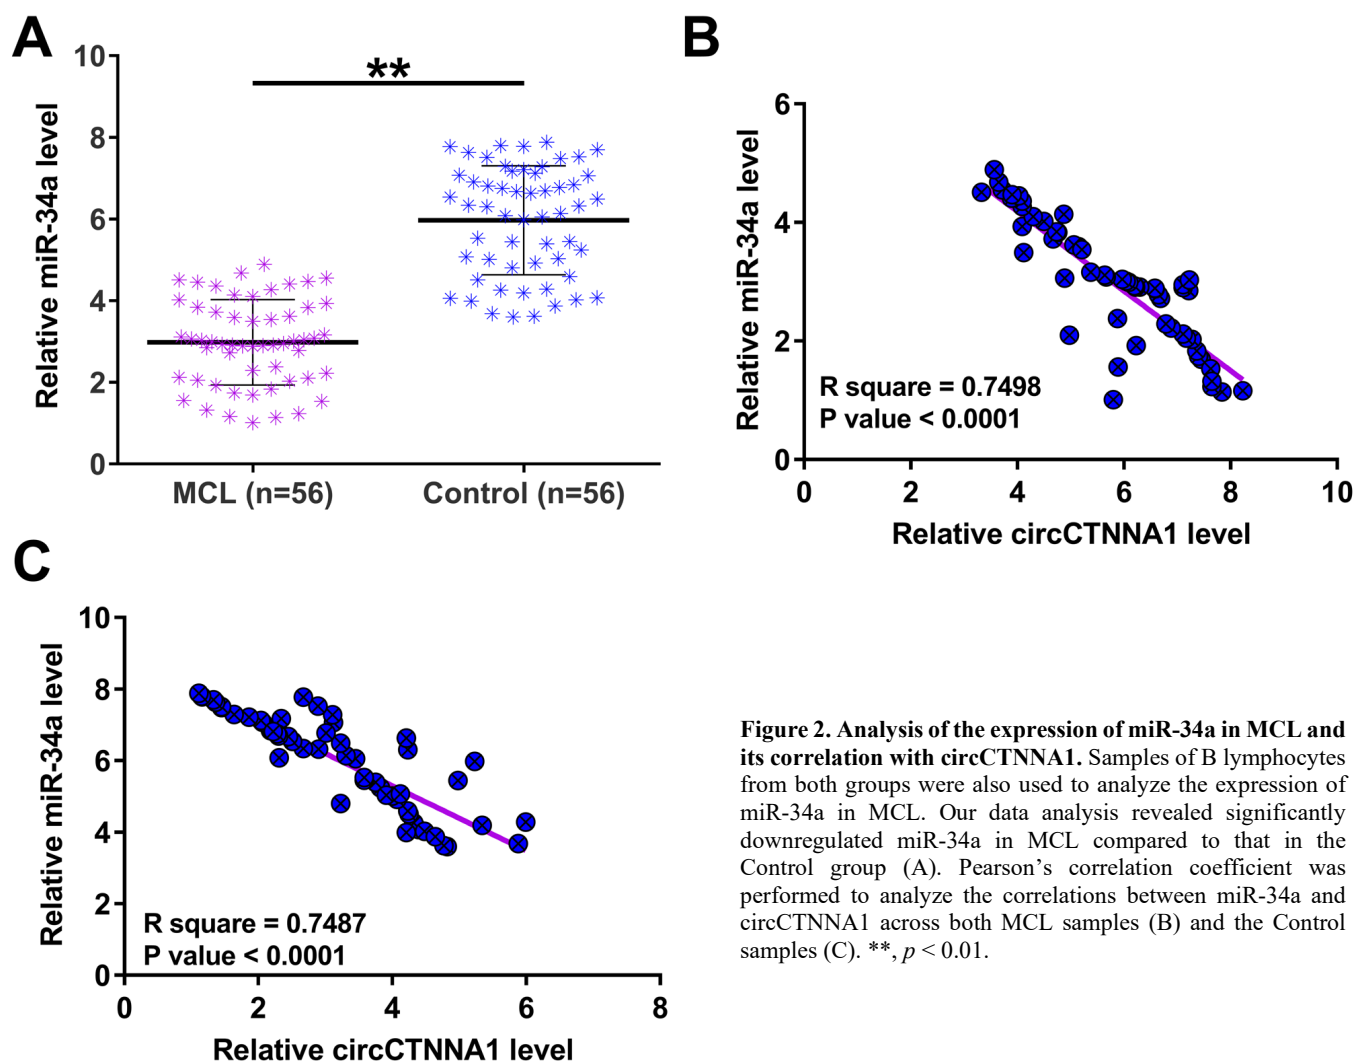 A
10
8
6
4
2
0
Relative miR-34a level
**
MCL (n=56)
Control (n=56)
B
6
4
2
0
Relative miR-34a level
R square = 0.7498
P value < 0.0001
0 2 4 6 8 10
Relative circCTNNA1 level
C
10
8
6
4
2
0
Relative miR-34a level
R square = 0.7487
P value < 0.0001
0 2 4 6 8
Relative circCTNNA1 level
Figure 2. Analysis of the expression of miR-34a in MCL and
its correlation with circCTNNA1. Samples of B lymphocytes
from both groups were also used to analyze the expression of
miR-34a in MCL. Our data analysis revealed significantly
downregulated miR-34a in MCL compared to that in the
Control group (A). Pearson’s correlation coefficient was
performed to analyze the correlations between miR-34a and
circCTNNA1 across both MCL samples (B) and the Control
samples (C). **, p < 0.01.